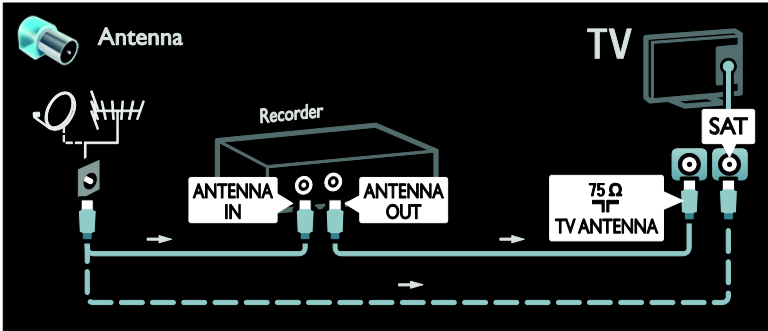 Antenna
TV
Recorder
SAT
ANTENNA
IN
ANTENNA
OUT
75 Ω
TV ANTENNA